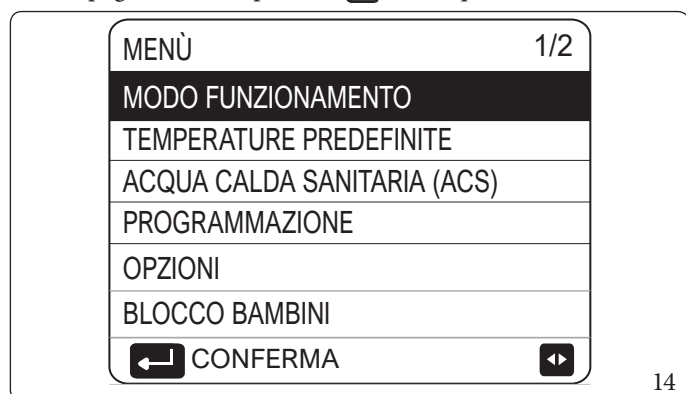 MENÙ 1/2
MODO FUNZIONAMENTO
TEMPERATURE PREDEFINITE
ACQUA CALDA SANITARIA (ACS)
PROGRAMMAZIONE
OPZIONI
BLOCCO BAMBINI
CONFERMA
14